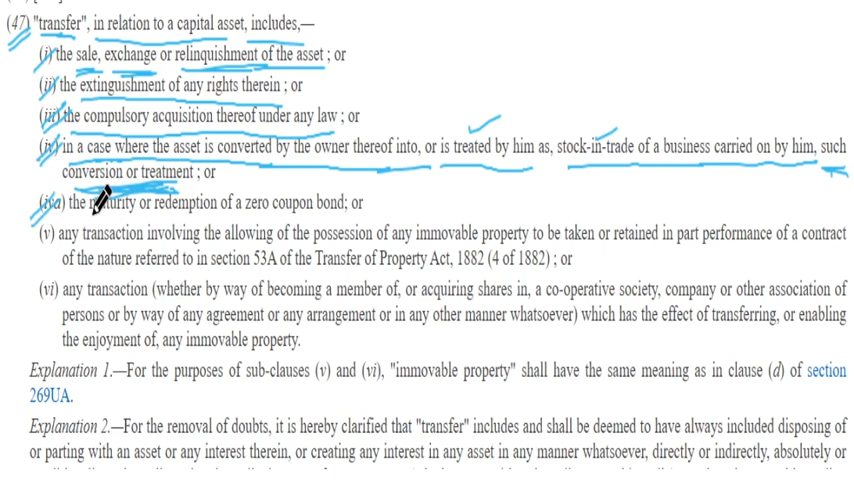 (47) "transfer", in relation to a capital asset, includes,—
(i) the sale, exchange or relinquishment of the asset ; or
(ii) the extinguishment of any rights therein ; or
(iii) the compulsory acquisition thereof under any law ; or
(iv) in a case where the asset is converted by the owner thereof into, or is treated by him as, stock-in-trade of a business carried on by him, such
conversion or treatment ; or
(iva) the maturity or redemption of a zero coupon bond; or
(v) any transaction involving the allowing of the possession of any immovable property to be taken or retained in part performance of a contract
of the nature referred to in section 53A of the Transfer of Property Act, 1882 (4 of 1882) ; or
(vi) any transaction (whether by way of becoming a member of, or acquiring shares in, a co-operative society, company or other association of
persons or by way of any agreement or any arrangement or in any other manner whatsoever) which has the effect of transferring, or enabling
the enjoyment of, any immovable property.
Explanation 1.—For the purposes of sub-clauses (v) and (vi), "immovable property" shall have the same meaning as in clause (d) of section
269UA.
Explanation 2.—For the removal of doubts, it is hereby clarified that "transfer" includes and shall be deemed to have always included disposing of
or parting with an asset or any interest therein, or creating any interest in any asset in any manner whatsoever, directly or indirectly, absolutely or